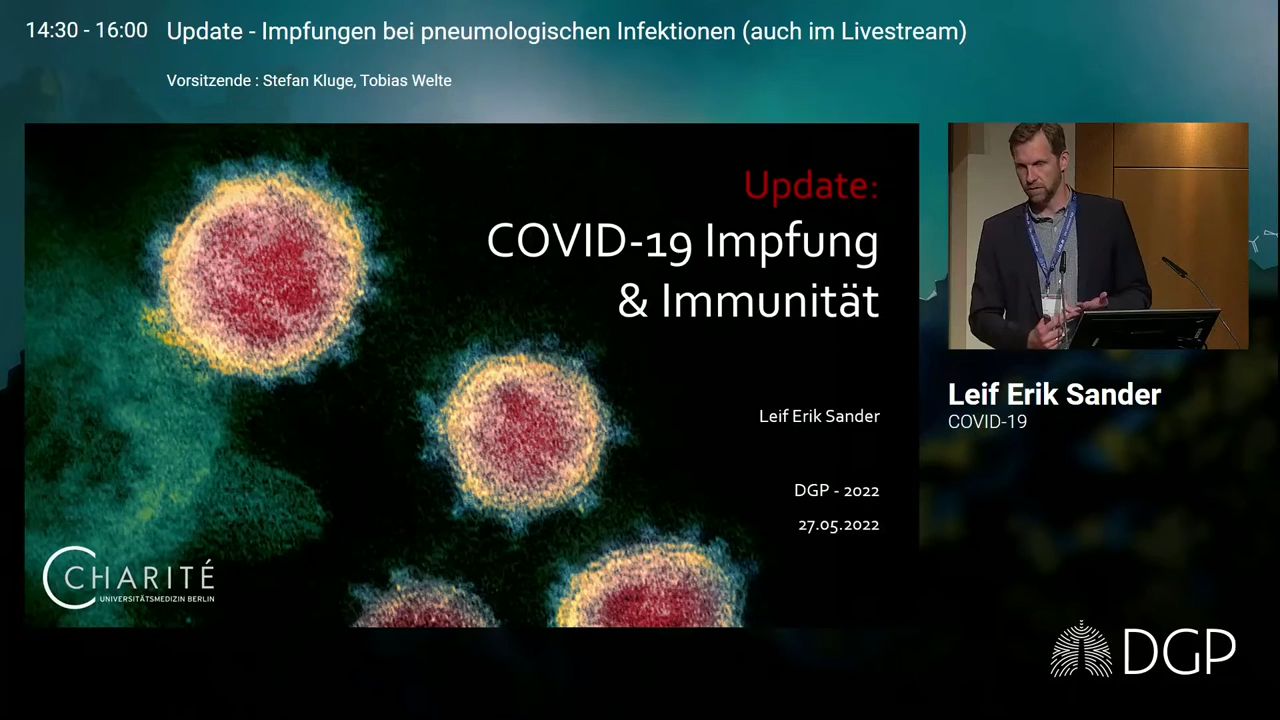 14:30 - 16:00 Update - Impfungen bei pneumologischen Infektionen (auch im Livestream)
Vorsitzende : Stefan Kluge, Tobias Welte
Update:
COVID-19 Impfung
& Immunität
Leif Erik Sander
DGP - 2022
27.05.2022
CHARITÉ
UNIVERSITÄTSMEDIZIN BERLIN
Leif Erik Sander
COVID-19
DGP